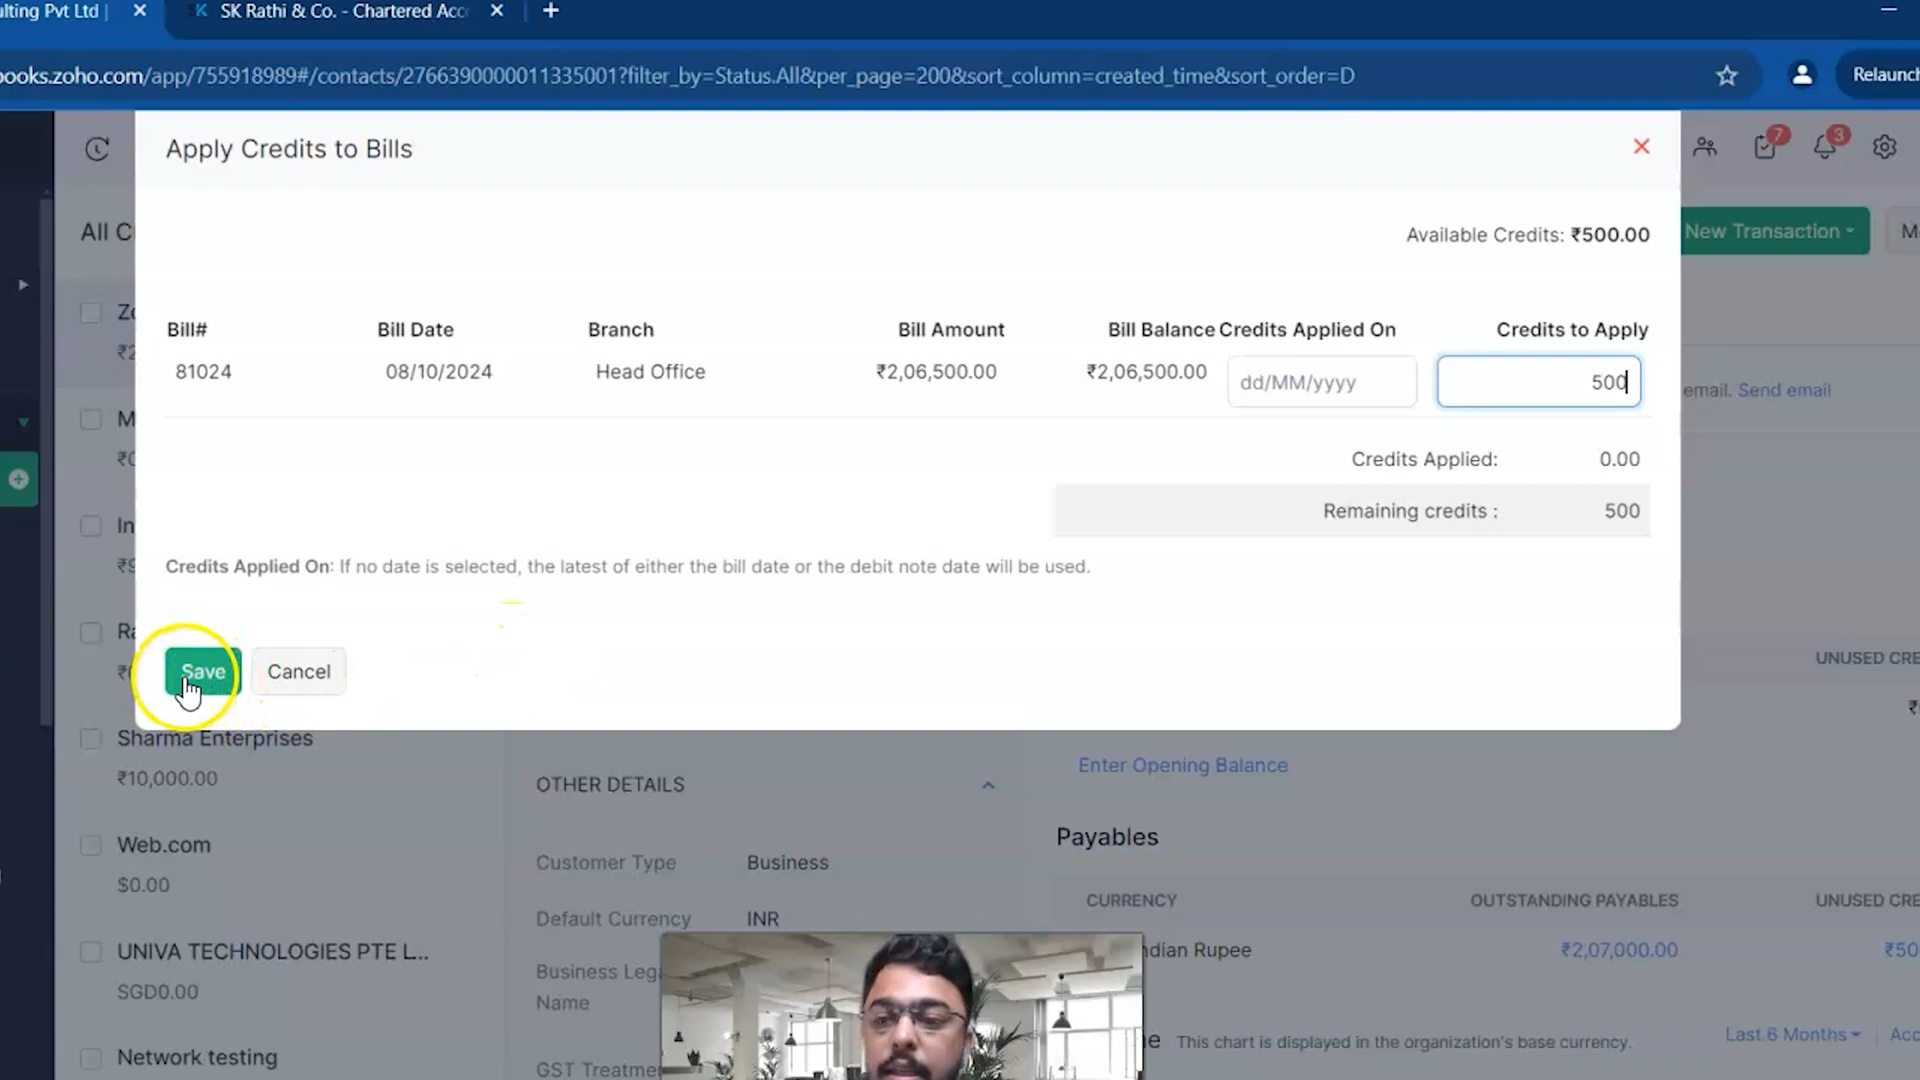 ulting Pvt Ltd |
SK Rathi & Co. - Chartered Acc
books.zoho.com/app/755918989#/contacts/2766390000011335001?filter_by=Status.All&per_page=200&sort_column=created_time&sort_order=D
Relaunch
Apply Credits to Bills
7
3
All C
Available Credits: ₹500.00
New Transaction
M
Zo
₹2
Bill# Bill Date Branch Bill Amount Bill Balance Credits Applied On Credits to Apply
81024 08/10/2024 Head Office ₹2,06,500.00 ₹2,06,500.00 dd/MM/yyyy 500
email. Send email
M
₹0
Credits Applied: 0.00
Remaining credits : 500
In
₹9
Credits Applied On: If no date is selected, the latest of either the bill date or the debit note date will be used.
Ra
Save Cancel
UNUSED CRE
Sharma Enterprises
₹10,000.00
Enter Opening Balance
OTHER DETAILS
Payables
Web.com
$0.00
Customer Type Business
CURRENCY OUTSTANDING PAYABLES UNUSED CRE
Default Currency INR
UNIVA TECHNOLOGIES PTE L...
SGD0.00
ndian Rupee ₹2,07,000.00 ₹50
Business Lega
Name
Network testing
GST Treatme
e This chart is displayed in the organization's base currency. Last 6 Months Acc